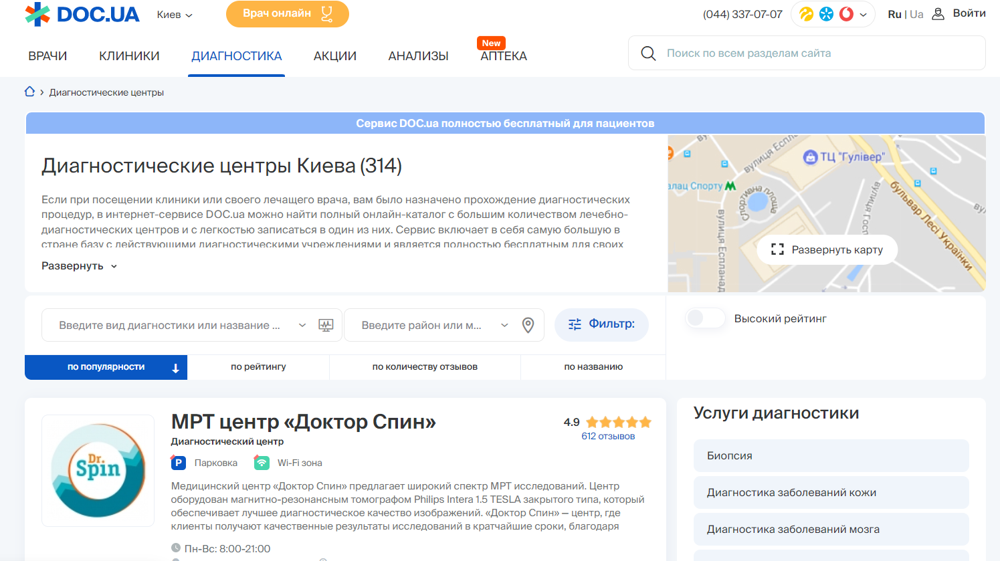 DOC.UA
Киев
Врач онлайн
(044) 337-07-07
Ru | Ua
Войти
ВРАЧИ
КЛИНИКИ
ДИАГНОСТИКА
АКЦИИ
АНАЛИЗЫ
New
АПТЕКА
Поиск по всем разделам сайта
Диагностические центры
Сервис DOC.ua полностью бесплатный для пациентов
Диагностические центры Киева (314)
Если при посещении клиники или своего лечащего врача, вам было назначено прохождение диагностических
процедур, в интернет-сервисе DOC.ua можно найти полный онлайн-каталог с большим количеством лечебно-
диагностических центров и с легкостью записаться в один из них. Сервис включает в себя самую большую в
стране базу с действующими диагностическими учреждениями и является полностью бесплатным для своих
Развернуть
ву
вулиця Еспла
ТЦ "Гулівер"
алац Спорту
Спортивна площа
вулиця Еспланад
вулиця Госп
бульвар Лесі Українки
ву
Развернуть карту
Введите вид диагностики или название ...
Введите район или м...
Фильтр:
Высокий рейтинг
по популярности
по рейтингу
по количеству отзывов
по названию
Dr.
Spin
МРТ центр «Доктор Спин»
Диагностический центр
P
Парковка
Wi-Fi зона
4.9
612 отзывов
Медицинский центр «Доктор Спин» предлагает широкий спектр МРТ исследований. Центр
оборудован магнитно-резонансным томографом Philips Intera 1.5 TESLA закрытого типа, который
обеспечивает лучшее диагностическое качество изображений. «Доктор Спин» — центр, где
клиенты получают качественные результаты исследований в кратчайшие сроки, благодаря
Пн-Вс: 8:00-21:00
Услуги диагностики
Биопсия
Диагностика заболеваний кожи
Диагностика заболеваний мозга